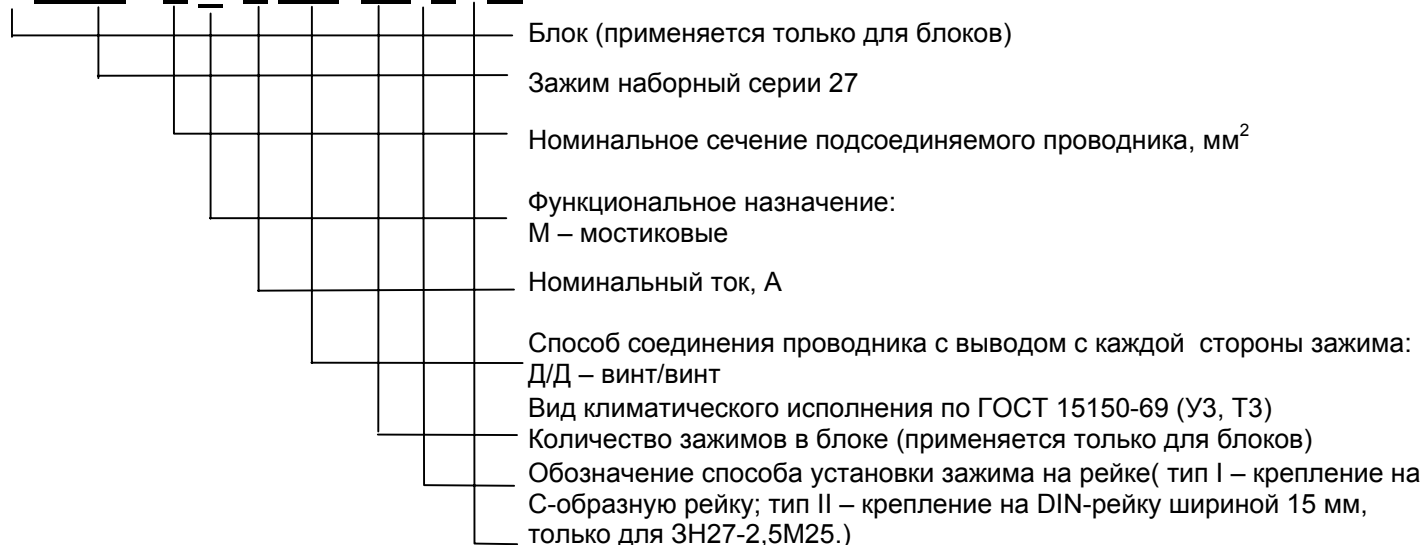 Блок (применяется только для блоков)
Зажим наборный серии 27
Номинальное сечение подсоединяемого проводника, мм²
Функциональное назначение:
М – мостиковые
Номинальный ток, А
Способ соединения проводника с выводом с каждой стороны зажима:
Д/Д – винт/винт
Вид климатического исполнения по ГОСТ 15150-69 (У3, Т3)
Количество зажимов в блоке (применяется только для блоков)
Обозначение способа установки зажима на рейке( тип I – крепление на
С-образную рейку; тип II – крепление на DIN-рейку шириной 15 мм,
только для ЗН27-2,5М25.)